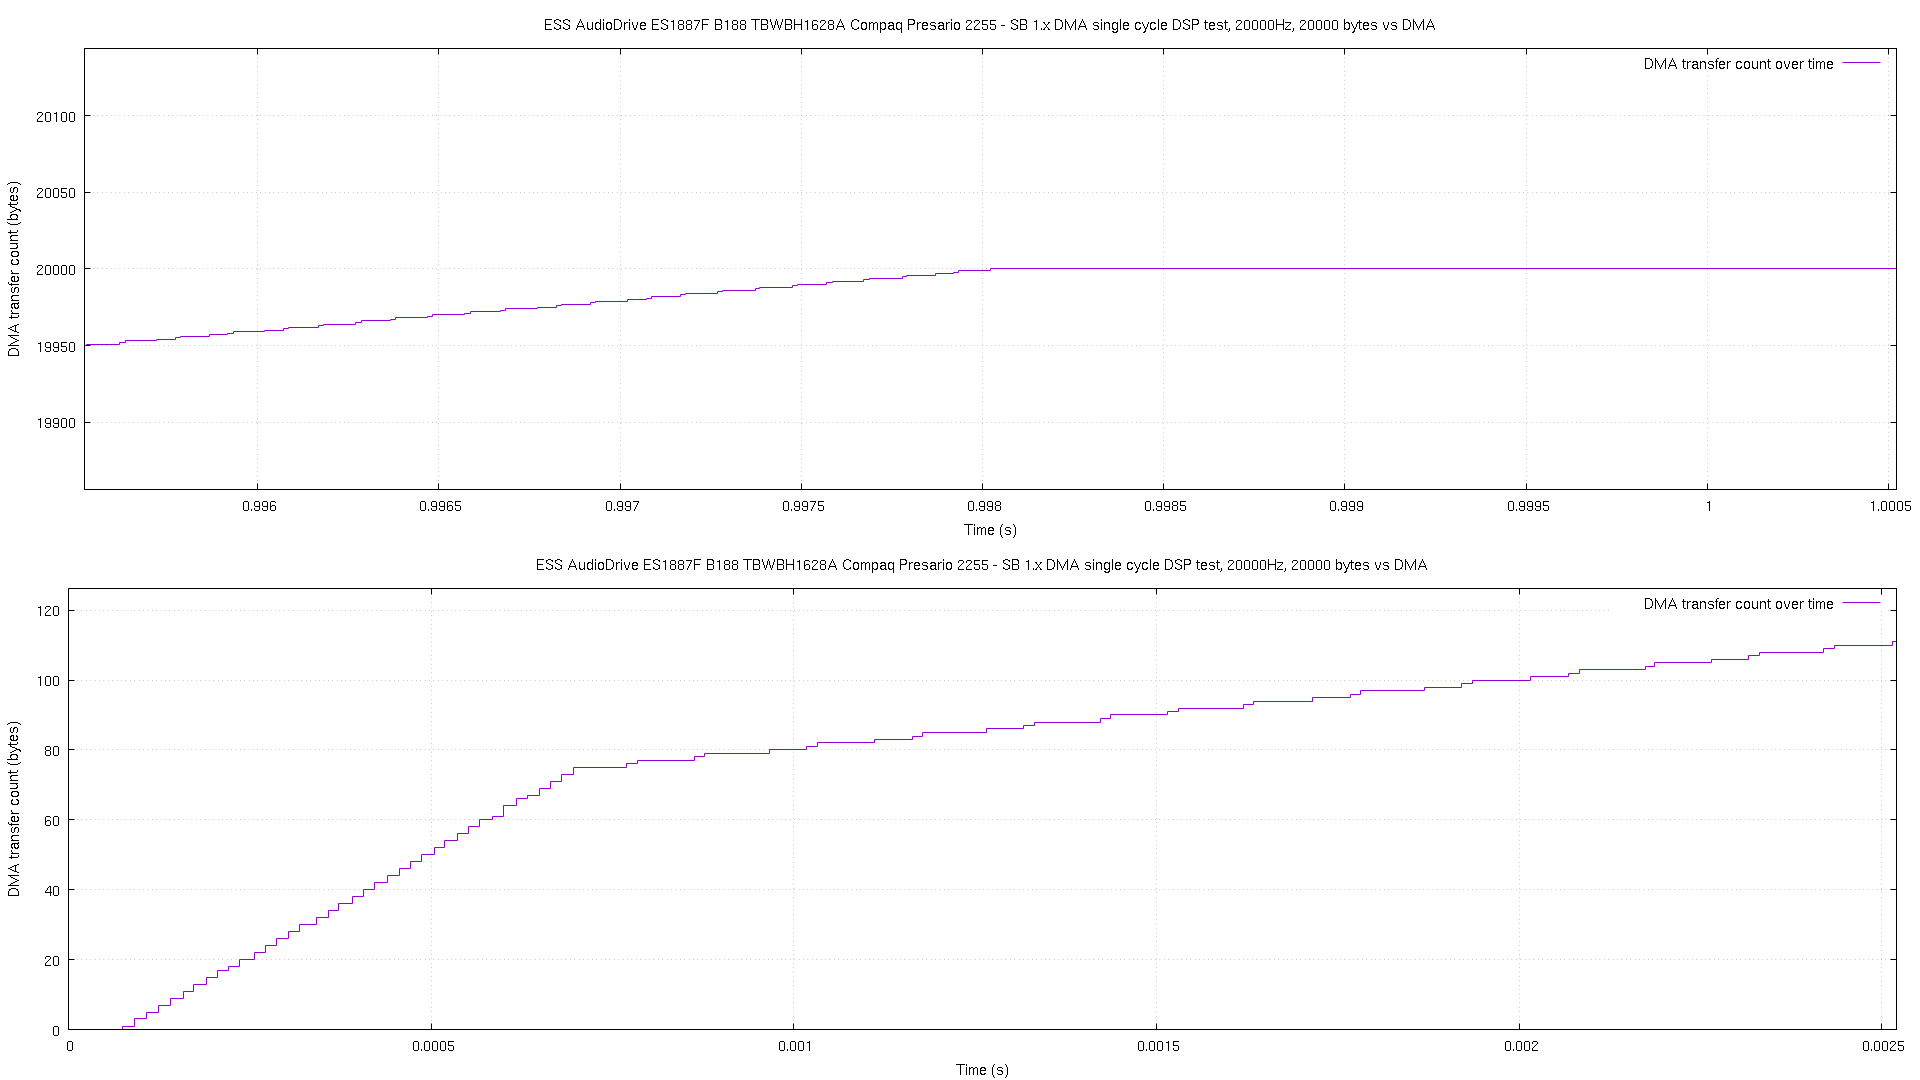 ESS AudioDrive ES1887F B188 TBWBH1628A Compaq Presario 2255 - SB 1.x DMA single cycle DSP test, 20000Hz, 20000 bytes vs DMA
DMA transfer count over time
20100
20050
20000
19950
19900
DMA transfer count (bytes)
0.996 0.9965 0.997 0.9975 0.998 0.9985 0.999 0.9995 1 1.0005
Time (s)
ESS AudioDrive ES1887F B188 TBWBH1628A Compaq Presario 2255 - SB 1.x DMA single cycle DSP test, 20000Hz, 20000 bytes vs DMA
DMA transfer count over time
120
100
80
60
40
20
0
DMA transfer count (bytes)
0 0.0005 0.001 0.0015 0.002 0.0025
Time (s)